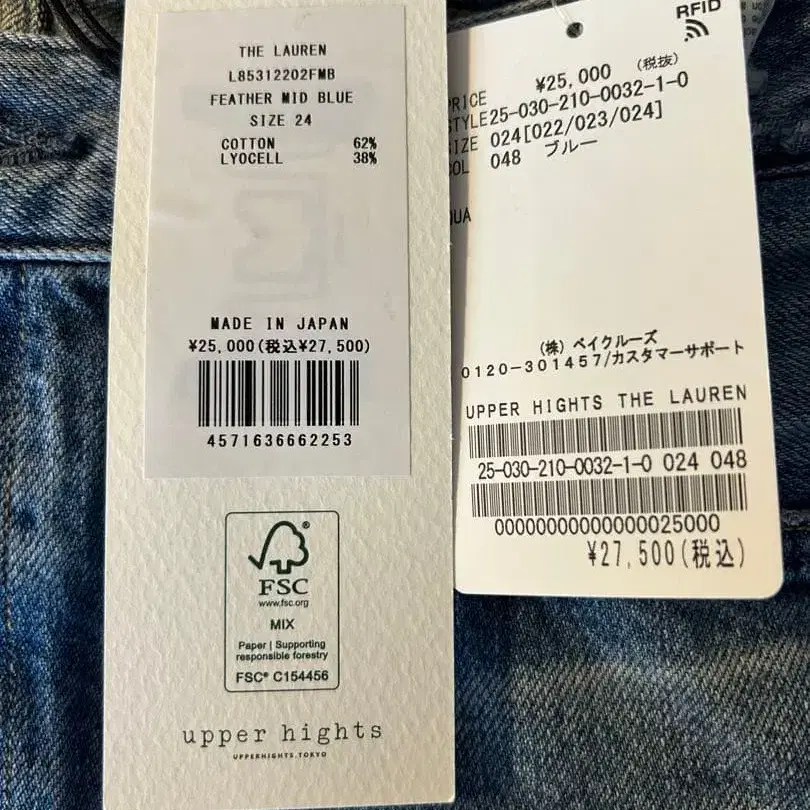 THE LAUREN
L85312202FMB
FEATHER MID BLUE
SIZE 24
COTTON 62%
LYOCELL 38%
MADE IN JAPAN
¥25,000(税込¥27,500)
4571636662253
FSC®
www.fsc.org
MIX
Paper | Supporting
responsible forestry
FSC® C154456
upper hights
UPPERHIGHTS.TOKYO
RFID
PRICE ¥25,000 (税抜)
STYLE 25-030-210-0032-1-0
SIZE 024[022/023/024]
COL 048 ブルー
QUA
(株) ベイクルーズ
0120-301457/カスタマーサポート
UPPER HIGHTS THE LAUREN
25-030-210-0032-1-0 024 048
00000000000000025000
¥27,500(税込)